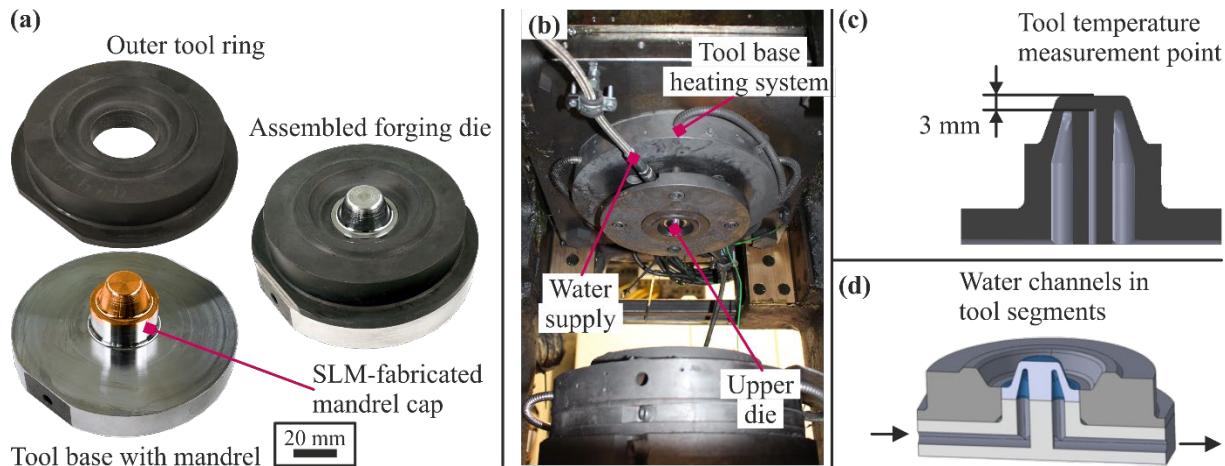 (a)
Outer tool ring
Assembled forging die
SLM-fabricated
mandrel cap
Tool base with mandrel
20 mm
(b)
Tool base
heating system
Water
supply
Upper
die
(c)
Tool temperature
measurement point
3 mm
(d)
Water channels in
tool segments